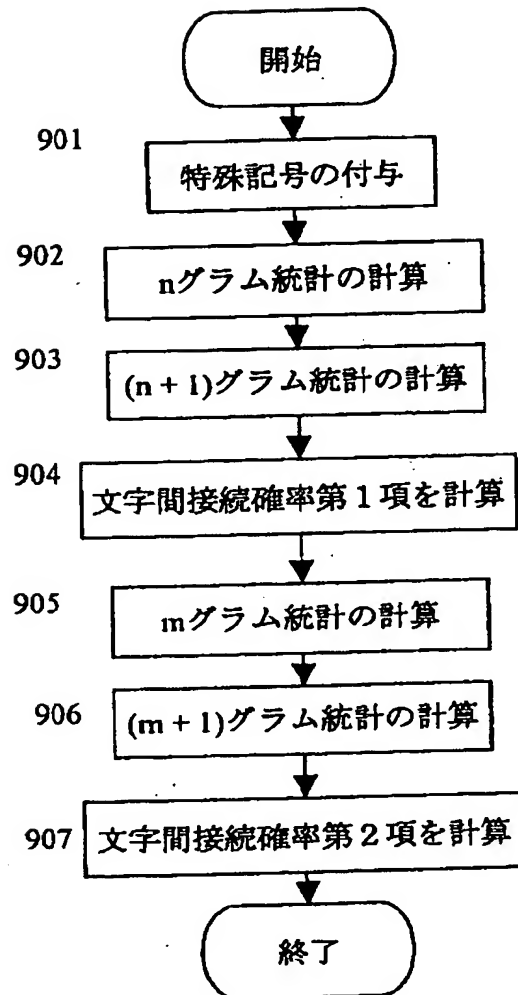 開始
901
特殊記号の付与
902
nグラム統計の計算
903
(n + 1)グラム統計の計算
904
文字間接続確率第1項を計算
905
mグラム統計の計算
906
(m + 1)グラム統計の計算
907
文字間接続確率第2項を計算
終了